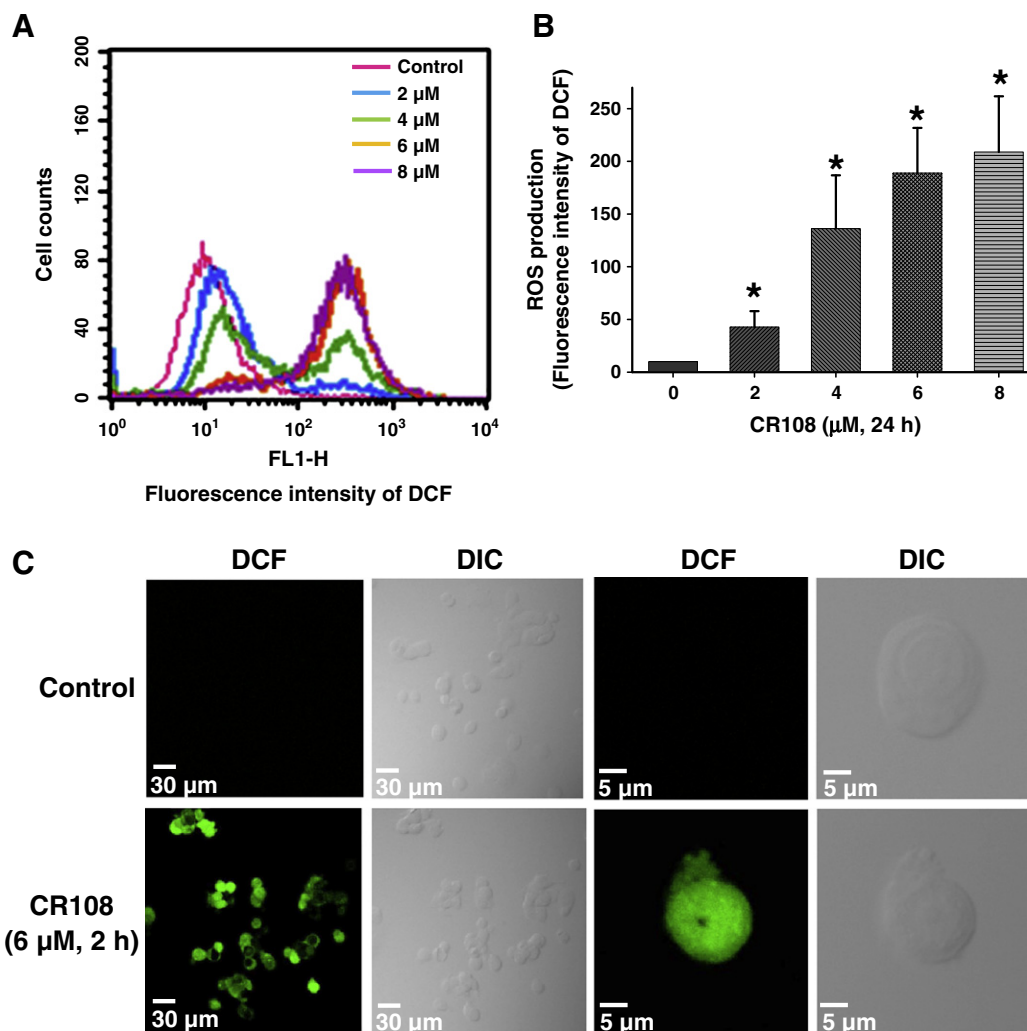 A
200
160
120
80
40
0
Cell counts
Control
2 µM
4 µM
6 µM
8 µM
10⁰ 10¹ 10² 10³ 10⁴
FL1-H
Fluorescence intensity of DCF
B
ROS production
(Fluorescence intensity of DCF)
250
200
150
100
50
0
* * * *
0 2 4 6 8
CR108 (µM, 24 h)
C
DCF DIC DCF DIC
Control
30 µm 30 µm 5 µm 5 µm
CR108
(6 µM, 2 h)
30 µm 30 µm 5 µm 5 µm